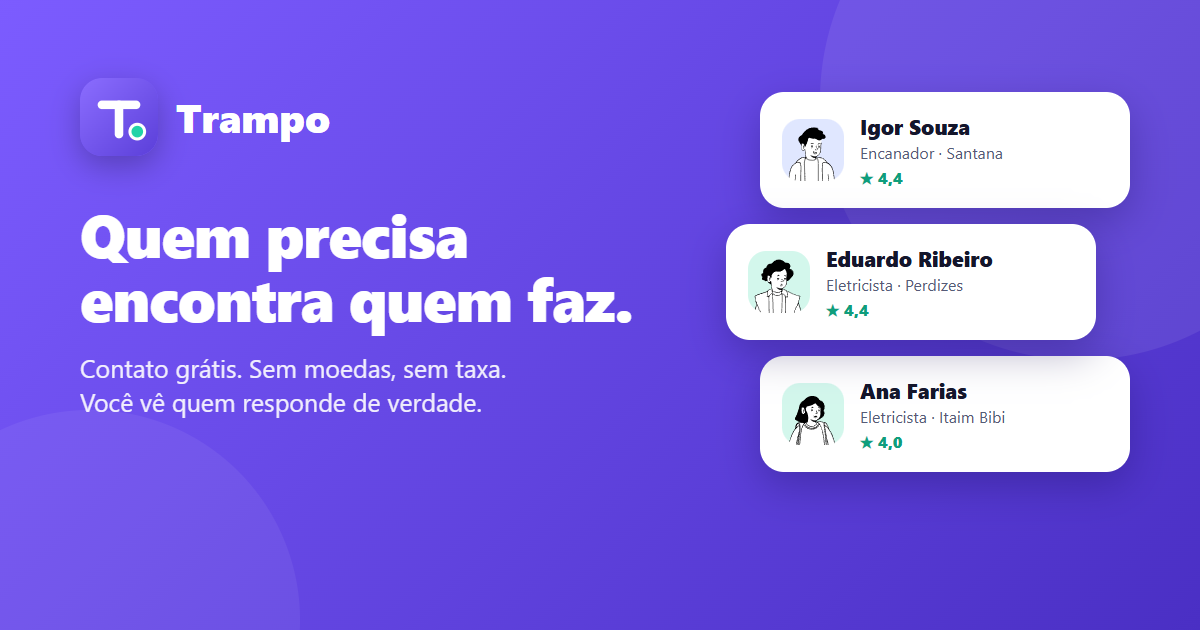 T.
Trampo
Quem precisa
encontra quem faz.
Contato grátis. Sem moedas, sem taxa.
Você vê quem responde de verdade.
Igor Souza
Encanador · Santana
★ 4,4
Eduardo Ribeiro
Eletricista · Perdizes
★ 4,4
Ana Farias
Eletricista · Itaim Bibi
★ 4,0